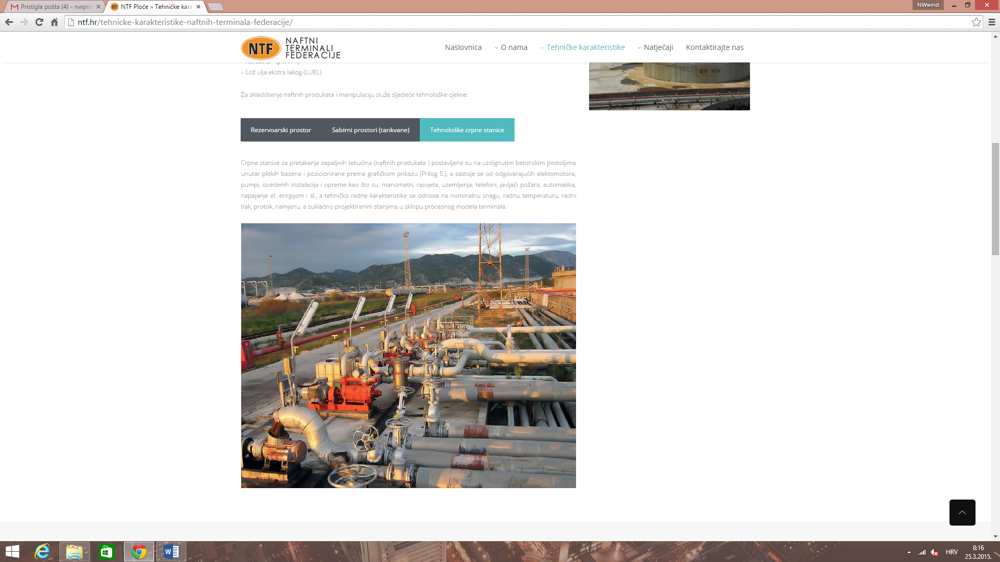 Pristigla pošta (4) - nwpro
NTF Ploče » Tehničke kara
NWwind
ntf.hr/tehnicke-karakteristike-naftnih-terminala-federacije/
NTF
NAFTNI
TERMINALI
FEDERACIJE
Naslovnica
O nama
Tehničke karakteristike
Natječaji
Kontaktirajte nas
– Lož ulja ekstra lakog (LUEL)
NTF R04
Za skladištenje naftnih produkata i manipulaciju služe sljedeće tehnološke cjeline:
Rezervoarski prostor
Sabirni prostori (tankvane)
Tehnološke crpne stanice
Crpne stanice za pretakanje zapaljivih tekućina (naftnih produkata ) postavljene su na uzdignutim betonskim postoljima
unutar plitkih bazena i pozicionirane prema grafičkom prikazu (Prilog 5.), a sastoje se od odgovarajućih elektomotora,
pumpi, izvedenih instalacija i opreme kao što su: manometri, rasvjeta, uzemljenja, telefoni, javljači požara, automatika,
napajanje el. enrgijom i sl., a tehničko radne karakteristike se odnose na nominalnu snagu, radnu temperaturu, radni
tlak, protok, namjenu, a sukladno projektiranim stanjima u sklopu procesnog modela terminala.
HRV
8:16
25.3.2015.